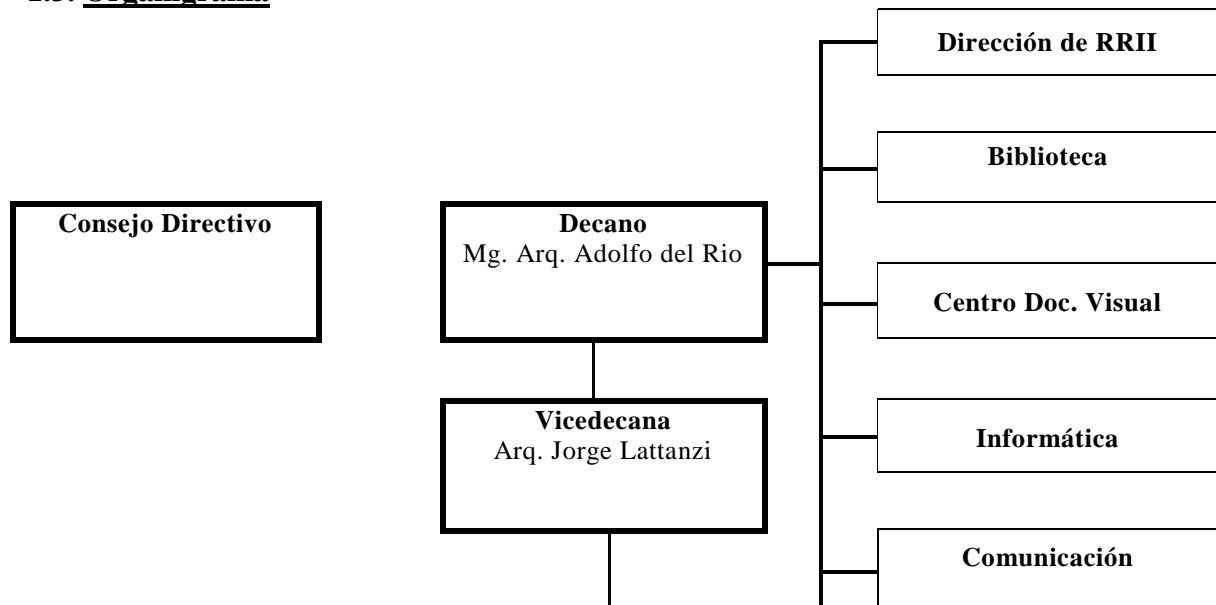 Dirección de RRII
Biblioteca
Consejo Directivo
Decano
Mg. Arq. Adolfo del Rio
Centro Doc. Visual
Vicedecana
Arq. Jorge Lattanzi
Informática
Comunicación